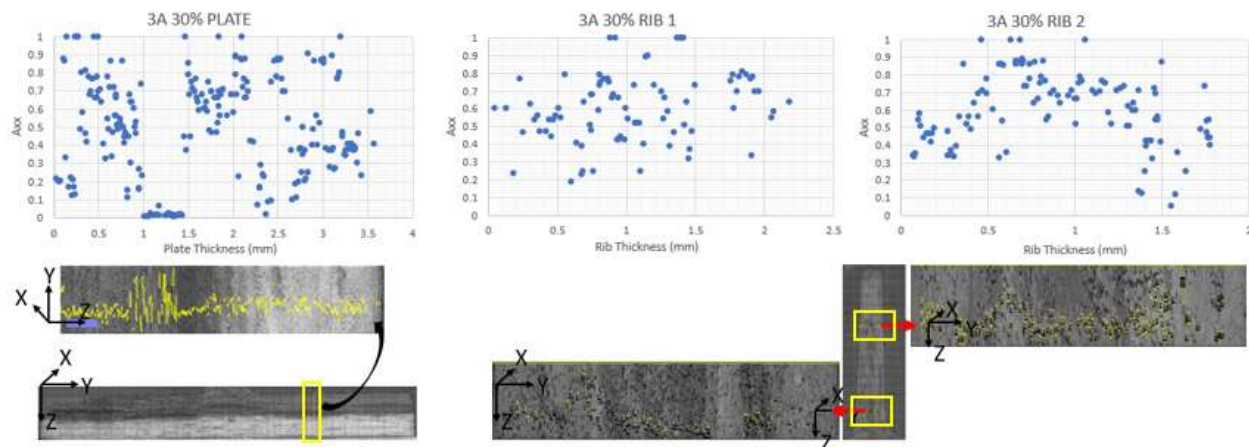 3A 30% PLATE
Axx
1
0.9
0.8
0.7
0.6
0.5
0.4
0.3
0.2
0.1
0
0 0.5 1 1.5 2 2.5 3 3.5 4
Plate Thickness (mm)
3A 30% RIB 1
Axx
1
0.9
0.8
0.7
0.6
0.5
0.4
0.3
0.2
0.1
0
0 0.5 1 1.5 2 2.5
Rib Thickness (mm)
3A 30% RIB 2
Axx
1
0.9
0.8
0.7
0.6
0.5
0.4
0.3
0.2
0.1
0
0 0.5 1 1.5 2
Rib Thickness (mm)
Y
X
Z
X
Y
Z
X
Y
Z
X
Z
X
Y
Z